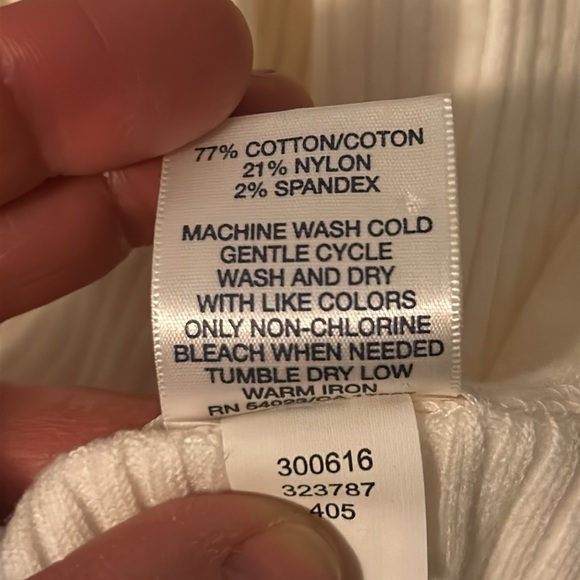 77% COTTON/COTON
21% NYLON
2% SPANDEX
MACHINE WASH COLD
GENTLE CYCLE
WASH AND DRY
WITH LIKE COLORS
ONLY NON-CHLORINE
BLEACH WHEN NEEDED
TUMBLE DRY LOW
WARM IRON
RN
300616
323787
405